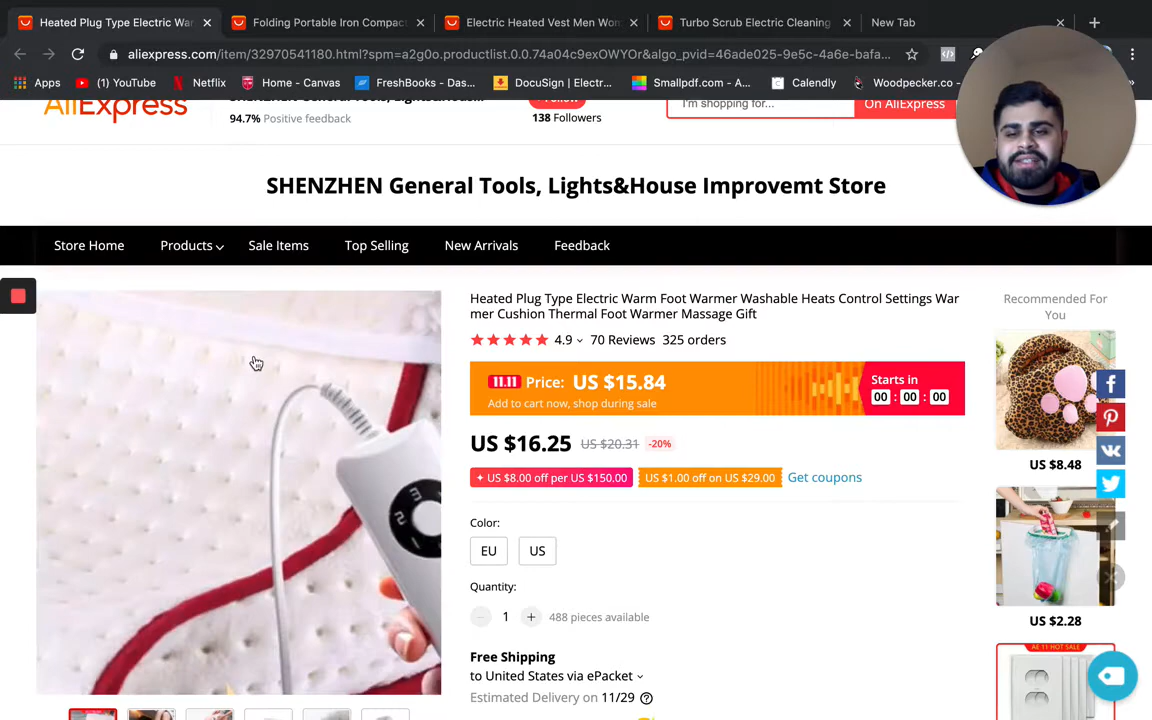 Heated Plug Type Electric War
Folding Portable Iron Compact
Electric Heated Vest Men Wom
Turbo Scrub Electric Cleaning
New Tab
aliexpress.com/item/32970541180.html?spm=a2g0o.productlist.0.0.74a04c9exOWYOr&algo_pvid=46ade025-9e5c-4a6e-bafa...
Apps
(1) YouTube
Netflix
Home - Canvas
FreshBooks - Das...
DocuSign | Electr...
Smallpdf.com - A...
Calendly
Woodpecker.co -
AliExpress
94.7% Positive feedback
138 Followers
I'm shopping for...
On AliExpress
SHENZHEN General Tools, Lights&House Improvemt Store
Store Home
Products
Sale Items
Top Selling
New Arrivals
Feedback
Heated Plug Type Electric Warm Foot Warmer Washable Heats Control Settings War
mer Cushion Thermal Foot Warmer Massage Gift
4.9 70 Reviews 325 orders
11.11 Price: US $15.84
Add to cart now, shop during sale
Starts in
00 : 00 : 00
US $16.25 US $20.31 -20%
US $8.00 off per US $150.00
US $1.00 off on US $29.00
Get coupons
Color:
EU
US
Quantity:
1
488 pieces available
Free Shipping
to United States via ePacket
Estimated Delivery on 11/29
Recommended For
You
US $8.48
US $2.28
AE 11 HOT SALE